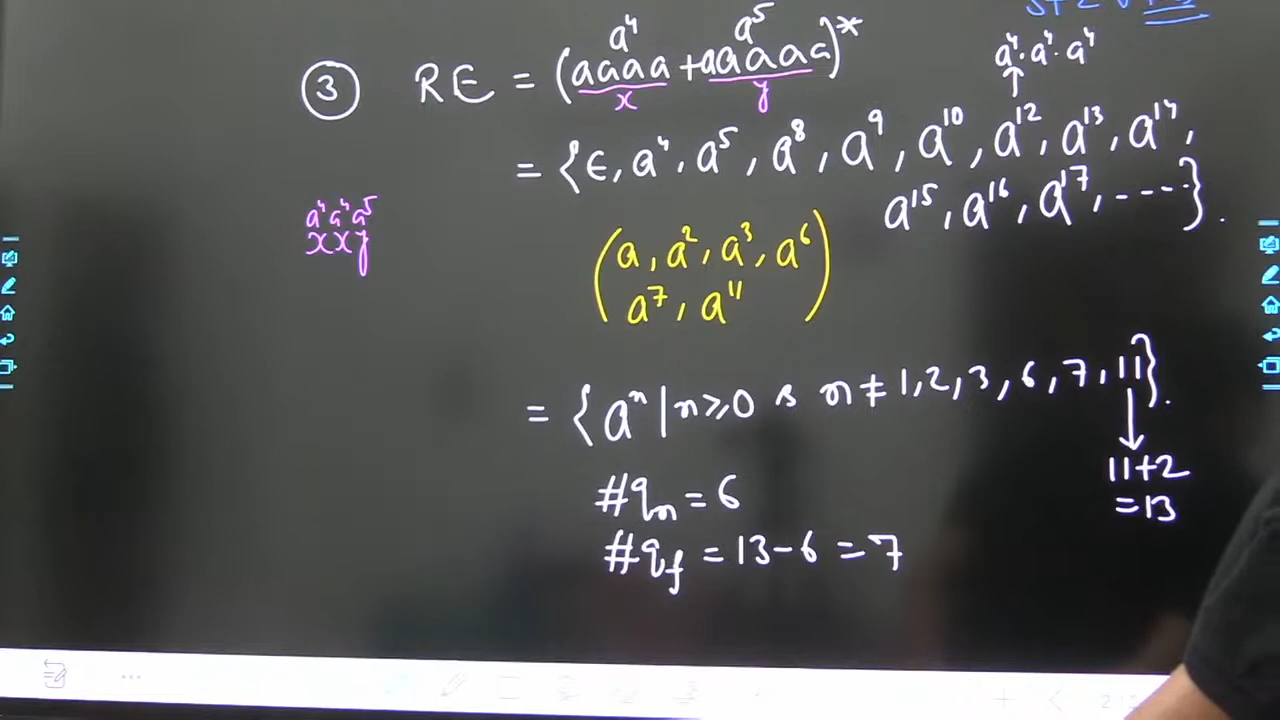 a⁴ a⁵
③ RE = (aaaa + aaaaa)*
x y
a⁴·a⁴·a⁴
= {ϵ, a⁴, a⁵, a⁸, a⁹, a¹⁰, a¹², a¹³, a¹⁴,
a¹⁵, a¹⁶, a¹⁷, ----}.
a⁴a⁴a⁵
xxy
(a, a², a³, a⁶
a⁷, a¹¹)
= {aⁿ | n≥0 & n≠1,2,3,6,7,11}.
11+2
=13
#qₙ = 6
#q_f = 13-6 = 7